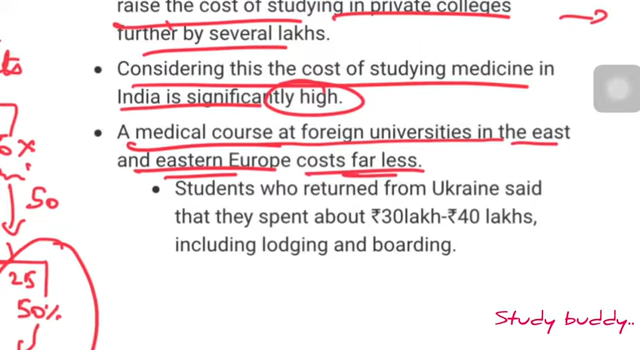 raise the cost of studying in private colleges
further by several lakhs.
• Considering this the cost of studying medicine in
India is significantly high.
• A medical course at foreign universities in the east
and eastern Europe costs far less.
• Students who returned from Ukraine said
that they spent about ₹30lakh-₹40 lakhs,
including lodging and boarding.
50
25
50%
Study buddy..